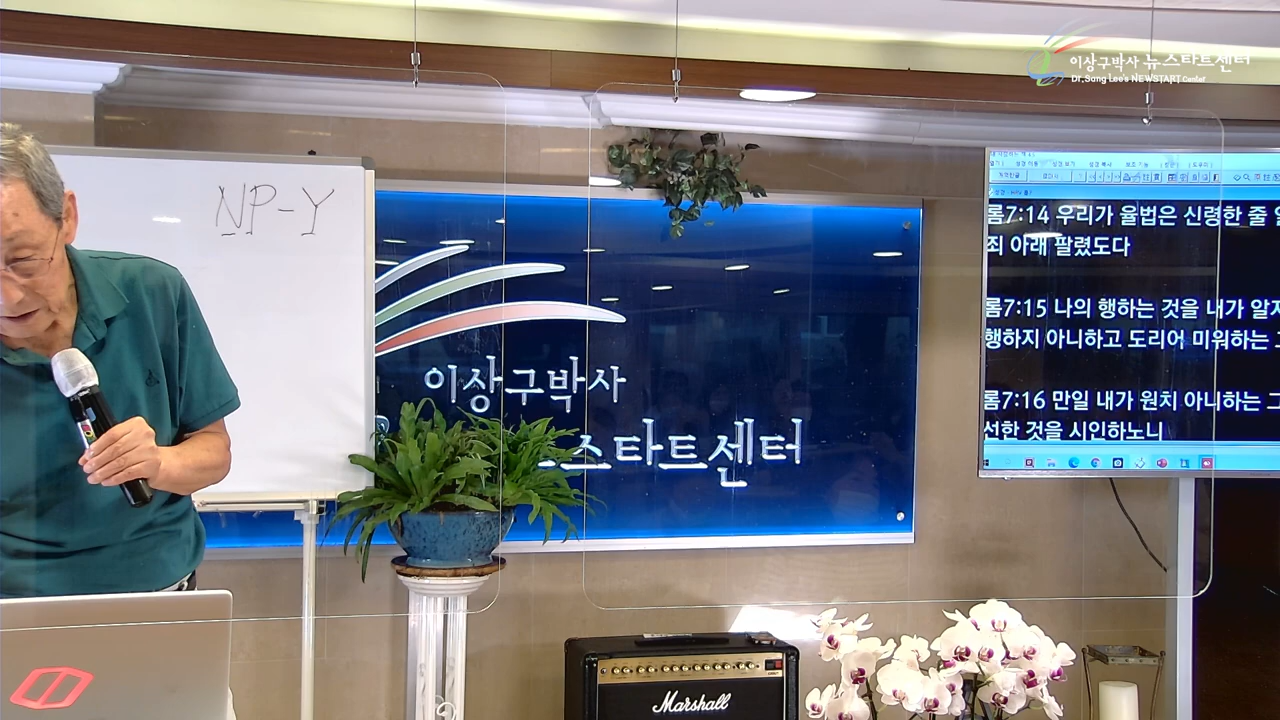 이상구박사 뉴스타트센터
Dr. Sang Lee's NEWSTART Center
NP-Y
이상구박사
스타트센터
롬7:14 우리가 율법은 신령한 줄
죄 아래 팔렸도다
롬7:15 나의 행하는 것을 내가 알지
행하지 아니하고 도리어 미워하는
롬7:16 만일 내가 원치 아니하는 그
선한 것을 시인하노니
Marshall